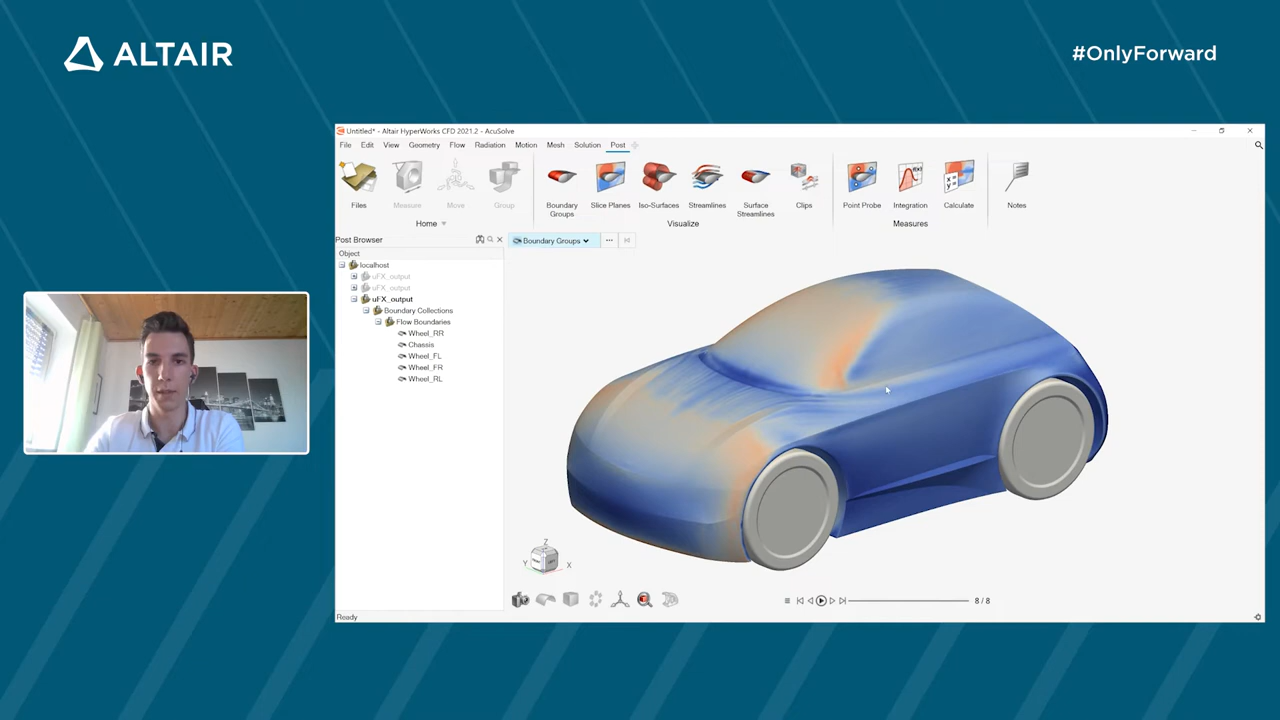 ALTAIR
#OnlyForward
Untitled* - Altair HyperWorks CFD 2021.2 - AcuSolve
File Edit View Geometry Flow Radiation Motion Mesh Solution Post
Files Measure Move Group Boundary Groups Slice Planes Iso-Surfaces Streamlines Surface Streamlines Clips Point Probe Integration Calculate Notes
Home Visualize Measures
Post Browser
Boundary Groups
Object
localhost
uFX_output
uFX_output
uFX_output
Boundary Collections
Flow Boundaries
Wheel_RR
Chassis
Wheel_FL
Wheel_FR
Wheel_RL
Z
Y
X
8 / 8
Ready